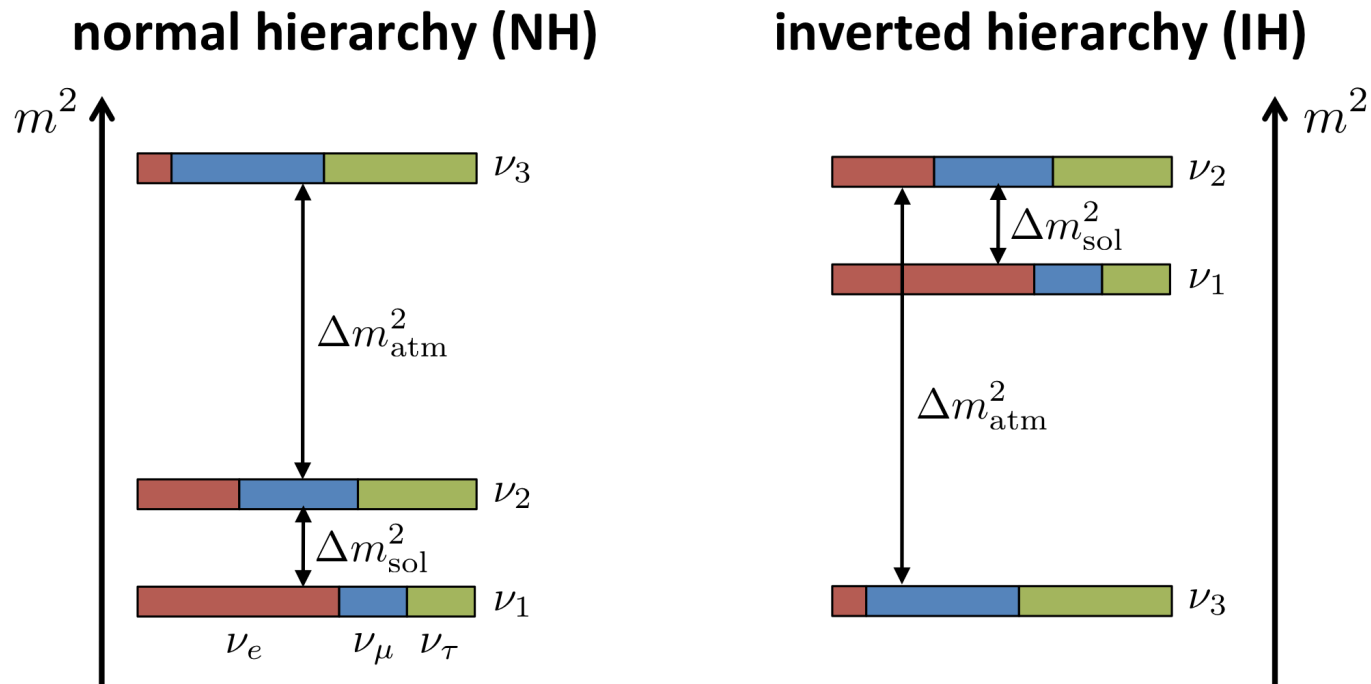 normal hierarchy (NH)
inverted hierarchy (IH)
m²
m²
ν₃
ν₂
Δm²sol
ν₁
Δm²atm
Δm²atm
ν₂
Δm²sol
ν₁
ν₃
νe νμ ντ